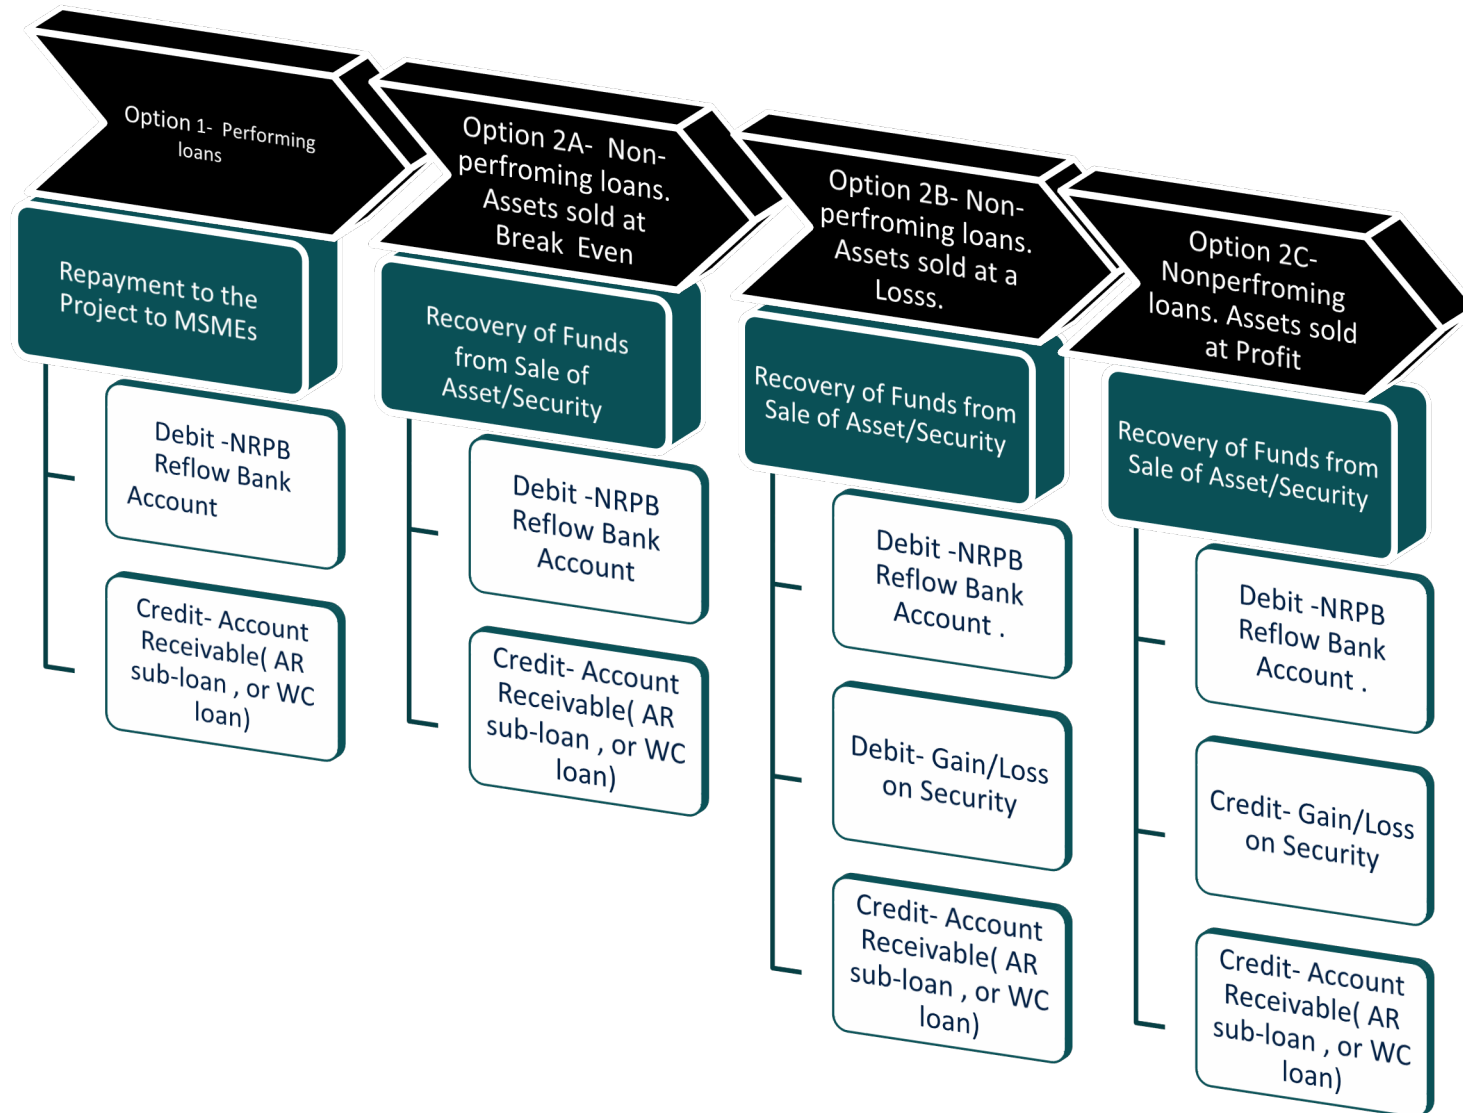 Option 1- Performing
loans
Repayment to the
Project to MSMEs
Debit -NRPB
Reflow Bank
Account
Credit- Account
Receivable( AR
sub-loan , or WC
loan)
Option 2A- Non-
perfroming loans.
Assets sold at
Break Even
Recovery of Funds
from Sale of
Asset/Security
Debit -NRPB
Reflow Bank
Account
Credit- Account
Receivable( AR
sub-loan , or WC
loan)
Option 2B- Non-
perfroming loans.
Assets sold at a
Losss.
Recovery of Funds from
Sale of Asset/Security
Debit -NRPB
Reflow Bank
Account .
Debit- Gain/Loss
on Security
Credit- Account
Receivable( AR
sub-loan , or WC
loan)
Option 2C-
Nonperfroming
loans. Assets sold
at Profit
Recovery of Funds from
Sale of Asset/Security
Debit -NRPB
Reflow Bank
Account .
Credit- Gain/Loss
on Security
Credit- Account
Receivable( AR
sub-loan , or WC
loan)